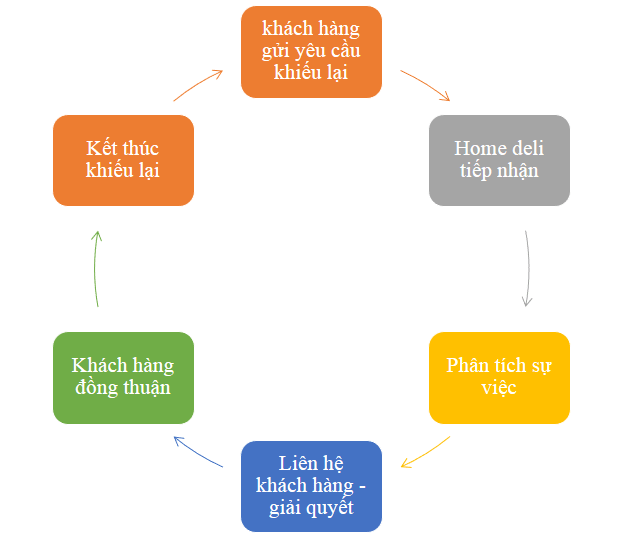 khách hàng
gửi yêu cầu
khiếu lại
Home deli
tiếp nhận
Phân tích sự
việc
Liên hệ
khách hàng -
giải quyết
Khách hàng
đồng thuận
Kết thúc
khiếu lại